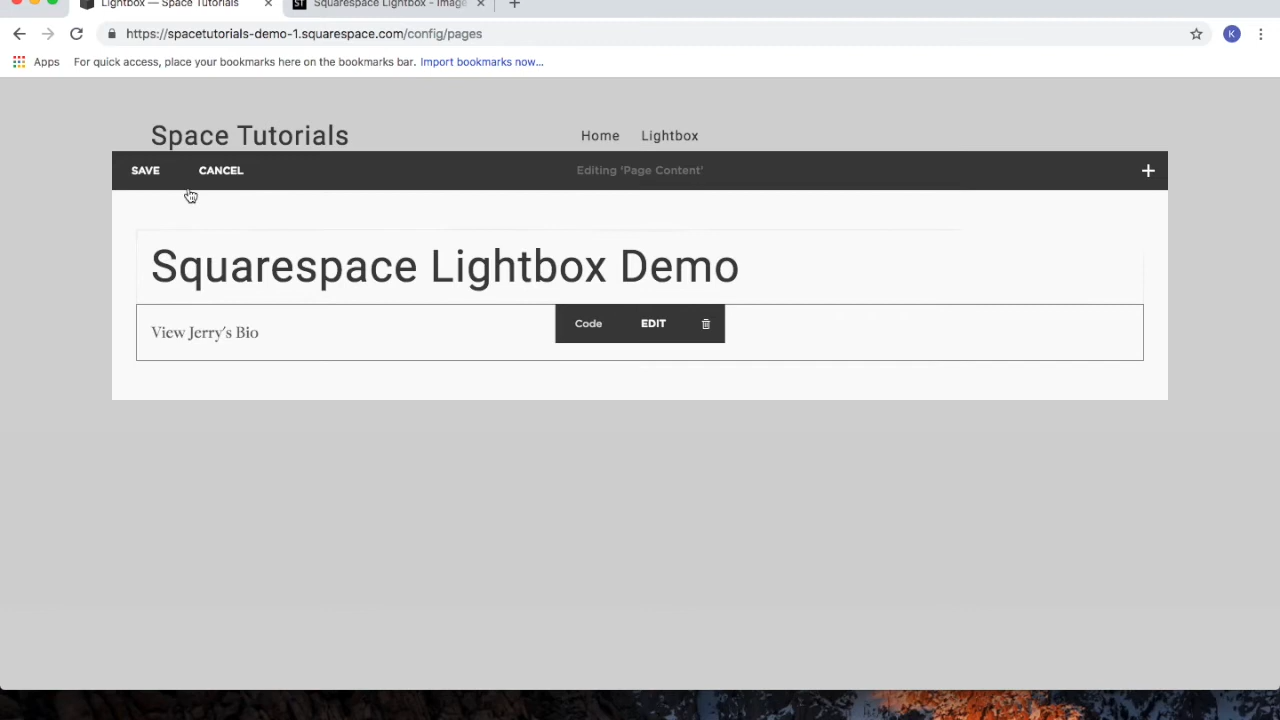 Lightbox — Space Tutorials
Squarespace Lightbox - Imag
https://spacetutorials-demo-1.squarespace.com/config/pages
K
Apps For quick access, place your bookmarks here on the bookmarks bar. Import bookmarks now...
Space Tutorials
Home Lightbox
SAVE CANCEL Editing ‘Page Content’
Squarespace Lightbox Demo
Code EDIT
View Jerry’s Bio